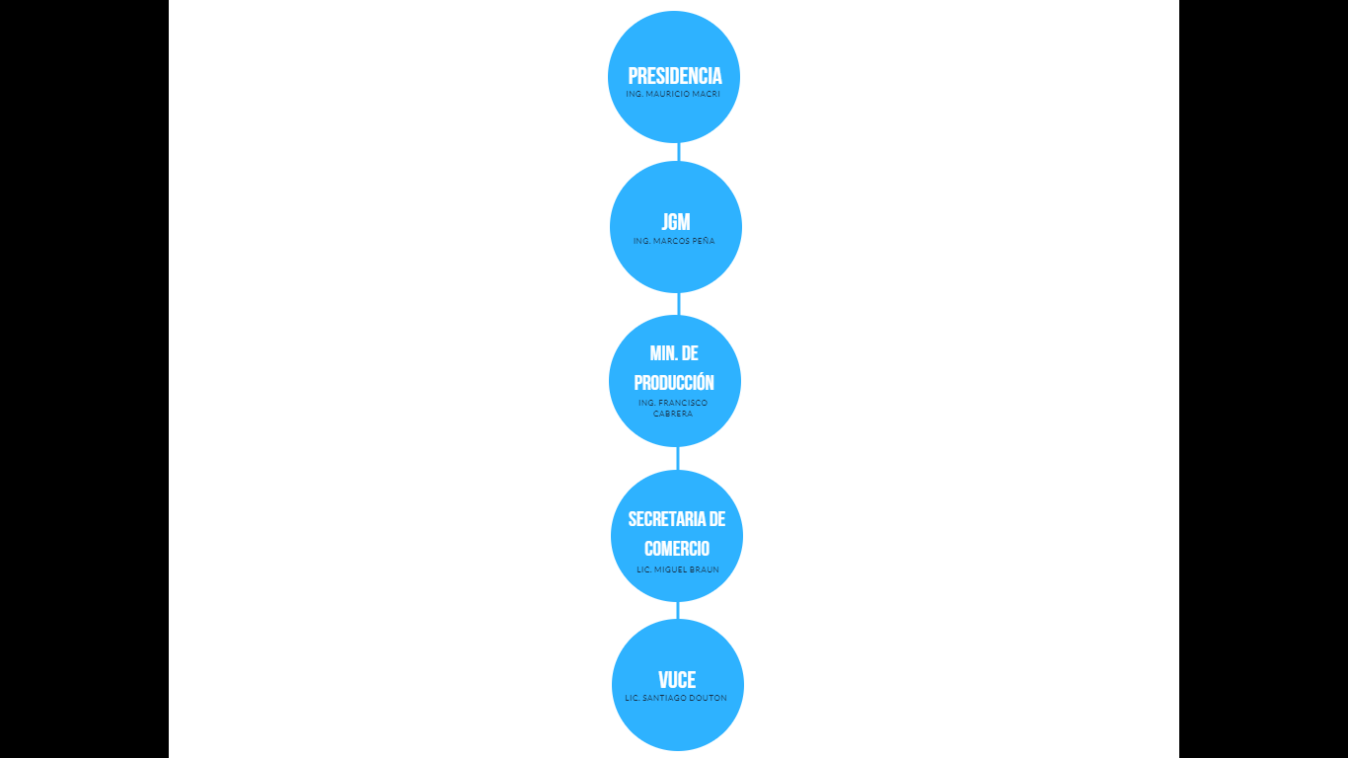 PRESIDENCIA
ING. MAURICIO MACRI
JGM
ING. MARCOS PEÑA
MIN. DE
PRODUCCIÓN
ING. FRANCISCO
CABRERA
SECRETARIA DE
COMERCIO
LIC. MIGUEL BRAUN
VUCE
LIC. SANTIAGO DOUTON